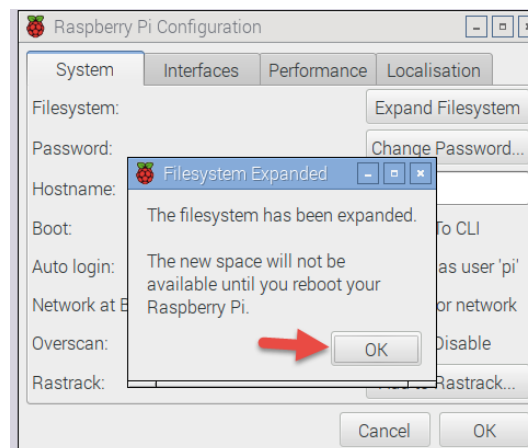 Raspberry Pi Configuration
System Interfaces Performance Localisation
Filesystem: Expand Filesystem
Password: Change Password...
Filesystem Expanded
Hostname:
The filesystem has been expanded.
Boot: To CLI
The new space will not be
Auto login: as user 'pi'
available until you reboot your
Network at network
Raspberry Pi.
Overscan: Disable
OK
Rastrack: Rastrack...
Cancel OK